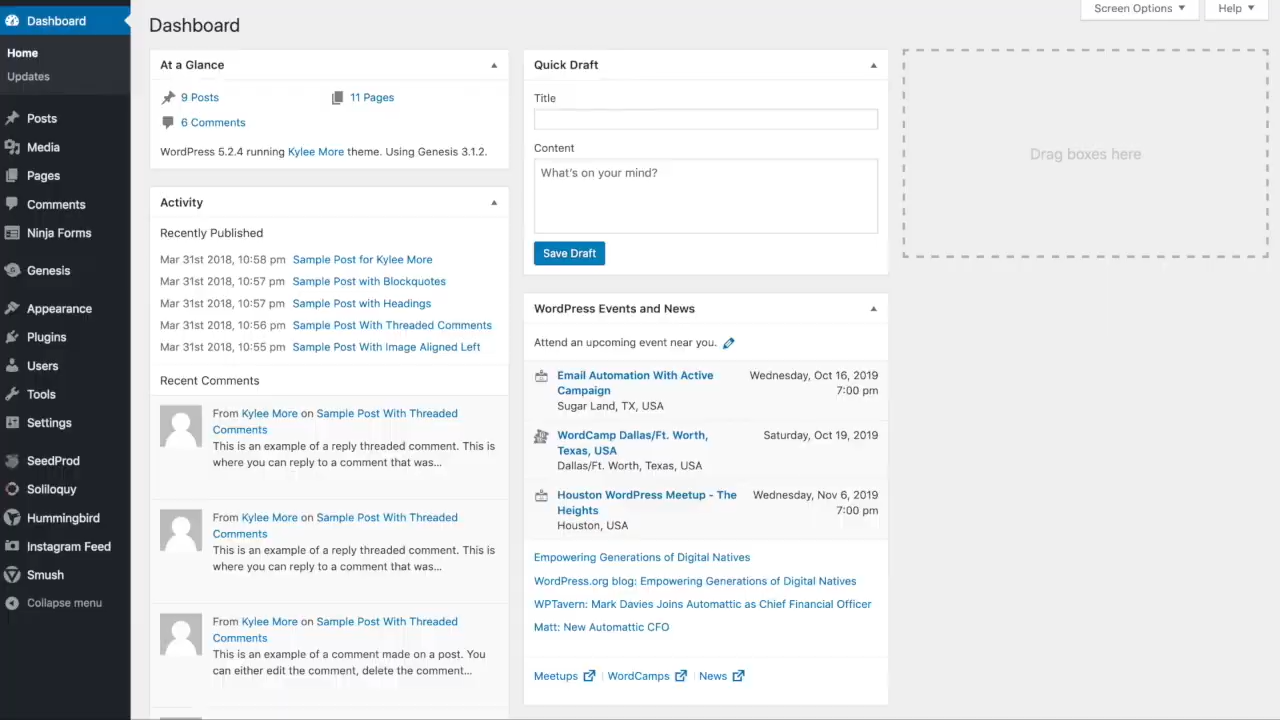 Dashboard
Home
Updates
Posts
Media
Pages
Comments
Ninja Forms
Genesis
Appearance
Plugins
Users
Tools
Settings
SeedProd
Soliloquy
Hummingbird
Instagram Feed
Smush
Collapse menu
Screen Options
Help
Dashboard
At a Glance
9 Posts
11 Pages
6 Comments
WordPress 5.2.4 running Kylee More theme. Using Genesis 3.1.2.
Activity
Recently Published
Mar 31st 2018, 10:58 pm Sample Post for Kylee More
Mar 31st 2018, 10:57 pm Sample Post with Blockquotes
Mar 31st 2018, 10:57 pm Sample Post with Headings
Mar 31st 2018, 10:56 pm Sample Post With Threaded Comments
Mar 31st 2018, 10:55 pm Sample Post With Image Aligned Left
Recent Comments
From Kylee More on Sample Post With Threaded
Comments
This is an example of a reply threaded comment. This is
where you can reply to a comment that was...
From Kylee More on Sample Post With Threaded
Comments
This is an example of a reply threaded comment. This is
where you can reply to a comment that was...
From Kylee More on Sample Post With Threaded
Comments
This is an example of a comment made on a post. You
can either edit the comment, delete the comment...
Quick Draft
Title
Content
What's on your mind?
Save Draft
WordPress Events and News
Attend an upcoming event near you.
Email Automation With Active Wednesday, Oct 16, 2019
Campaign 7:00 pm
Sugar Land, TX, USA
WordCamp Dallas/Ft. Worth, Saturday, Oct 19, 2019
Texas, USA
Dallas/Ft. Worth, Texas, USA
Houston WordPress Meetup - The Wednesday, Nov 6, 2019
Heights 7:00 pm
Houston, USA
Empowering Generations of Digital Natives
WordPress.org blog: Empowering Generations of Digital Natives
WPTavern: Mark Davies Joins Automattic as Chief Financial Officer
Matt: New Automattic CFO
Meetups | WordCamps | News
Drag boxes here